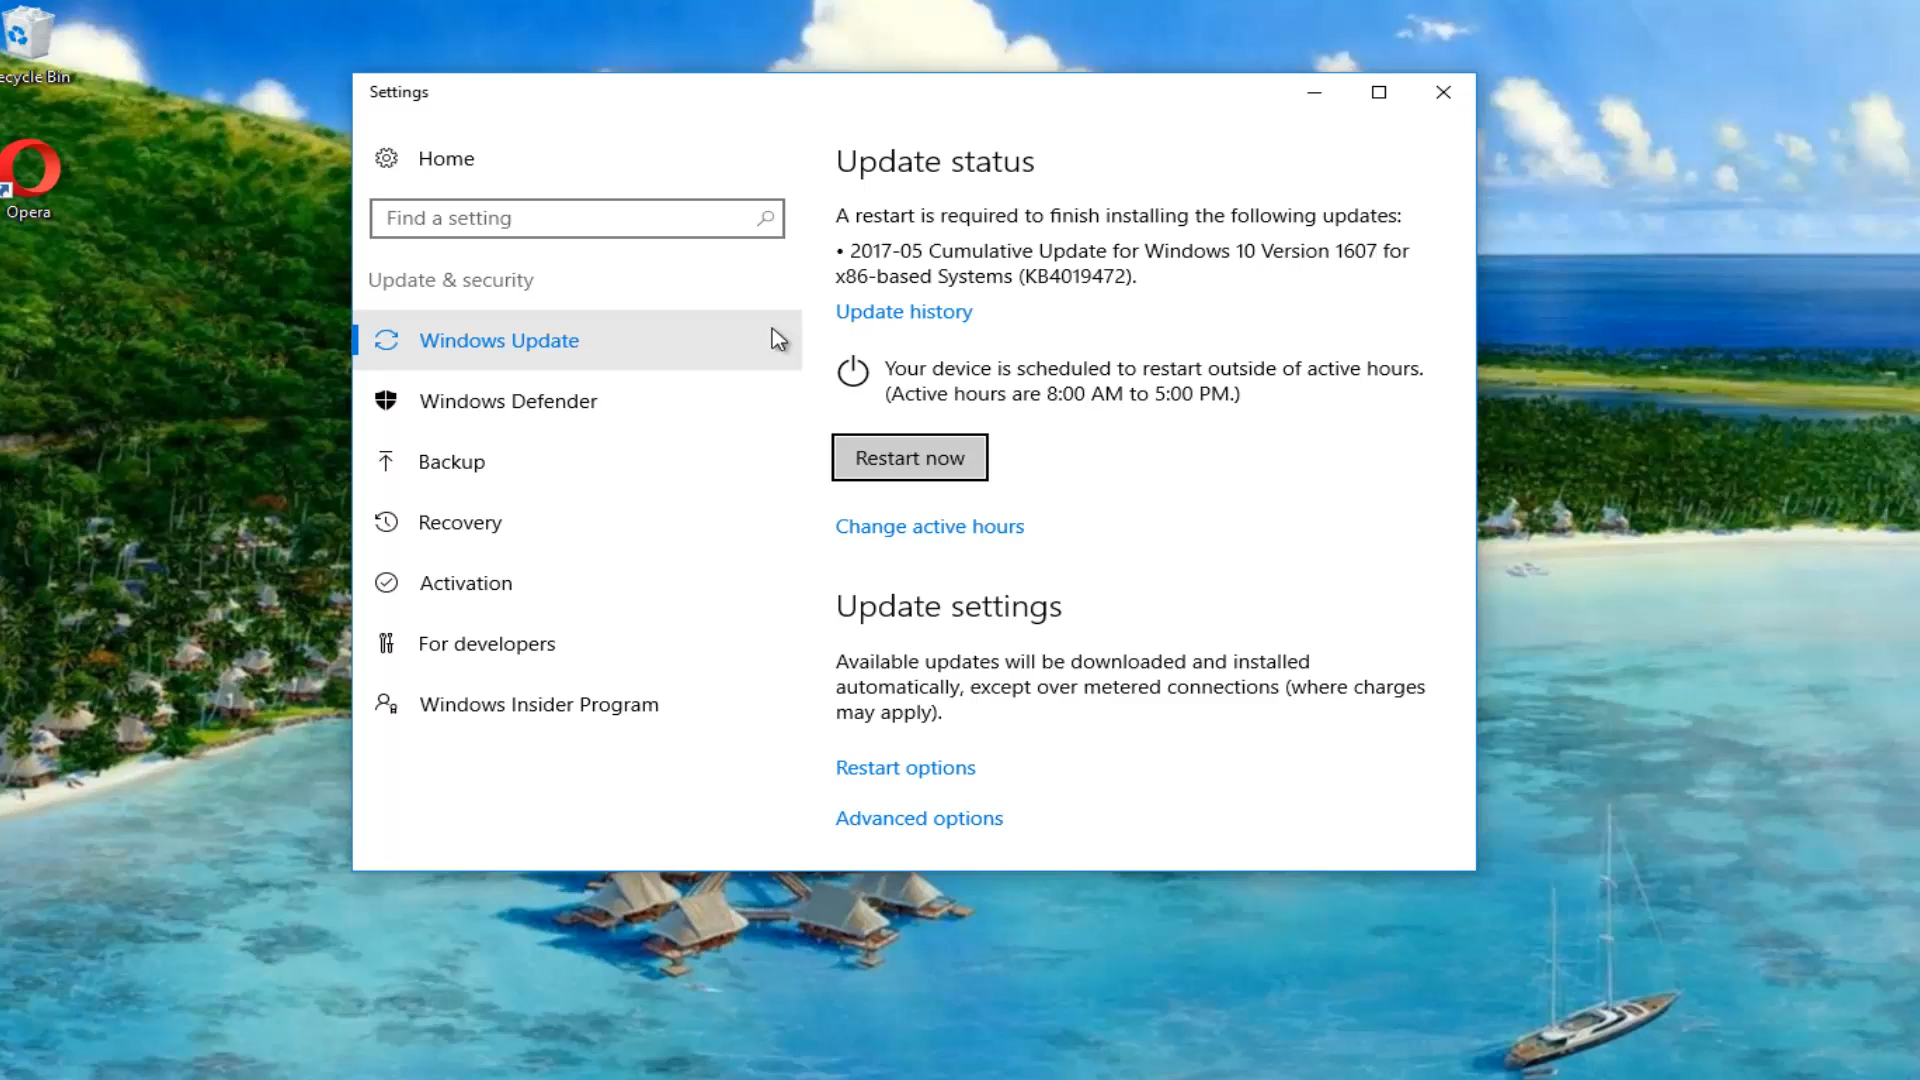 ecycle Bin
Opera
Settings
Home
Find a setting
Update & security
Windows Update
Windows Defender
Backup
Recovery
Activation
For developers
Windows Insider Program
Update status
A restart is required to finish installing the following updates:
• 2017-05 Cumulative Update for Windows 10 Version 1607 for
x86-based Systems (KB4019472).
Update history
Your device is scheduled to restart outside of active hours.
(Active hours are 8:00 AM to 5:00 PM.)
Restart now
Change active hours
Update settings
Available updates will be downloaded and installed
automatically, except over metered connections (where charges
may apply).
Restart options
Advanced options